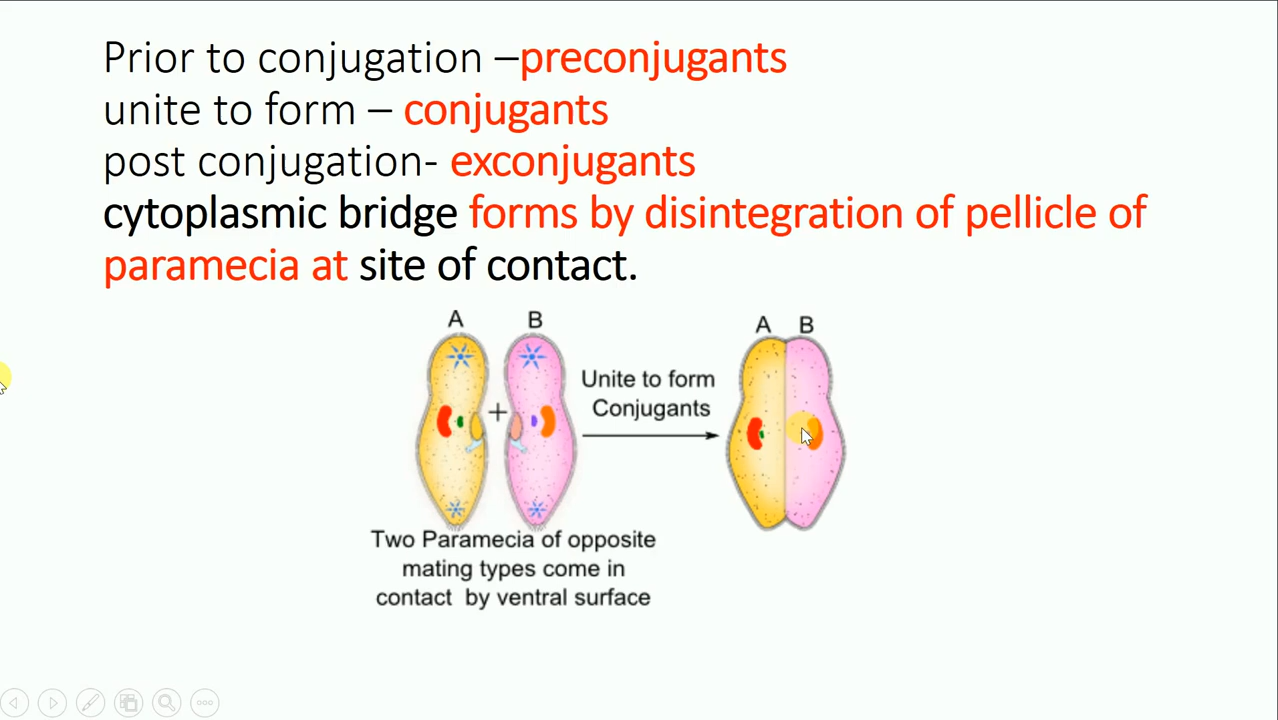 Prior to conjugation –preconjugants
unite to form – conjugants
post conjugation- exconjugants
cytoplasmic bridge forms by disintegration of pellicle of
paramecia at site of contact.
A B
+
Unite to form
Conjugants
A B
Two Paramecia of opposite
mating types come in
contact by ventral surface